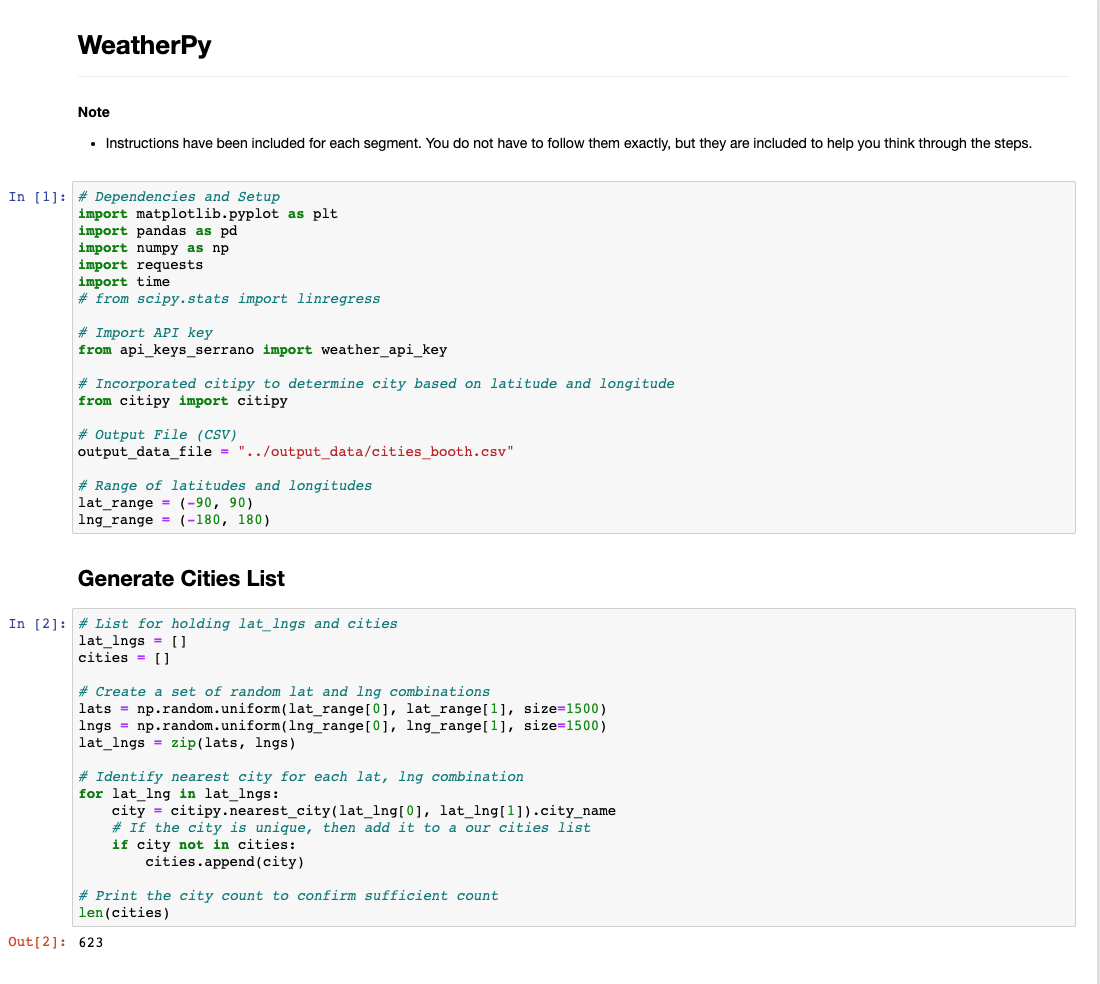 WeatherPy
Note
• Instructions have been included for each segment. You do not have to follow them exactly, but they are included to help you think through the steps.
In [1]: # Dependencies and Setup
import matplotlib.pyplot as plt
import pandas as pd
import numpy as np
import requests
import time
# from scipy.stats import linregress
# Import API key
from api_keys_serrano import weather_api_key
# Incorporated citipy to determine city based on latitude and longitude
from citipy import citipy
# Output File (CSV)
output_data_file = "../output_data/cities_booth.csv"
# Range of latitudes and longitudes
lat_range = (-90, 90)
lng_range = (-180, 180)
Generate Cities List
In [2]: # List for holding lat_lngs and cities
lat_lngs = []
cities = []
# Create a set of random lat and lng combinations
lats = np.random.uniform(lat_range[0], lat_range[1], size=1500)
lngs = np.random.uniform(lng_range[0], lng_range[1], size=1500)
lat_lngs = zip(lats, lngs)
# Identify nearest city for each lat, lng combination
for lat_lng in lat_lngs:
    city = citipy.nearest_city(lat_lng[0], lat_lng[1]).city_name
    # If the city is unique, then add it to a our cities list
    if city not in cities:
        cities.append(city)
# Print the city count to confirm sufficient count
len(cities)
Out[2]: 623